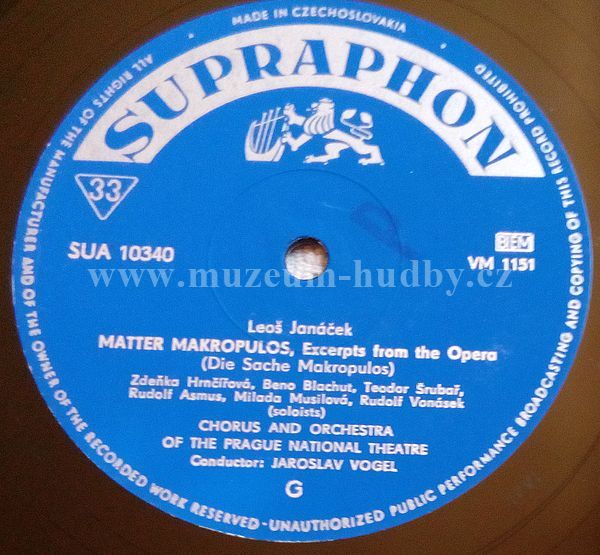 MADE IN CZECHOSLOVAKIA
SUPRAPHON
33
SUA 10340
BIEM
VM 1151
www.muzeum-hudby.cz
Leoš Janáček
MATTER MAKROPULOS, Excerpts from the Opera
(Die Sache Makropulos)
Zdeňka Hrnčířová, Beno Blachut, Teodor Šrubař,
Rudolf Asmus, Milada Musilová, Rudolf Vonásek
(soloists)
CHORUS AND ORCHESTRA
OF THE PRAGUE NATIONAL THEATRE
Conductor: JAROSLAV VOGEL
G
ALL RIGHTS OF THE MANUFACTURER AND OF THE OWNER OF THE RECORDED WORK RESERVED-UNAUTHORIZED PUBLIC PERFORMANCE BROADCASTING AND COPYING OF THIS RECORD PROHIBITED